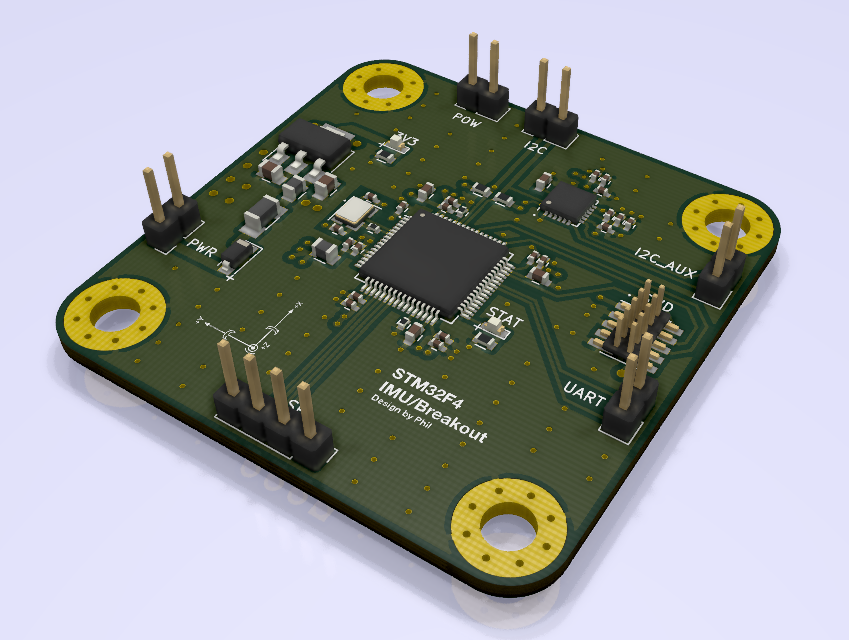 POW
I2C
3V3
I2C_AUX
PWR
+
+X
+Y
+Z
STAT
UART
STM32F4
IMU/Breakout
Design by Phil